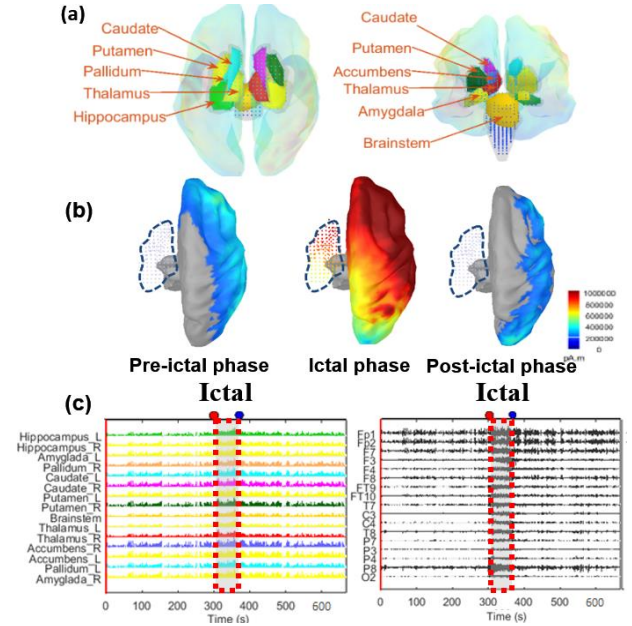 (a)
Caudate
Putamen
Pallidum
Thalamus
Hippocampus
Caudate
Putamen
Accumbens
Thalamus
Amygdala
Brainstem
(b)
1000000
800000
600000
400000
200000
0
pA.m
Pre-ictal phase
Ictal phase
Post-ictal phase
(c)
Ictal
Hippocampus_L
Hippocampus_R
Amyglada_L
Pallidum_R
Caudate_L
Caudate_R
Putamen_L
Putamen_R
Brainstem
Thalamus_L
Thalamus_R
Accumbens_R
Accumbens_L
Pallidum_L
Amyglada_R
0 100 200 300 400 500 600
Time (s)
Ictal
Fp1
Fp2
F7
F3
F4
F8
FT9
FT10
T7
C3
C4
T8
P7
P3
P4
P8
O2
0 100 200 300 400 500 600
Time (s)